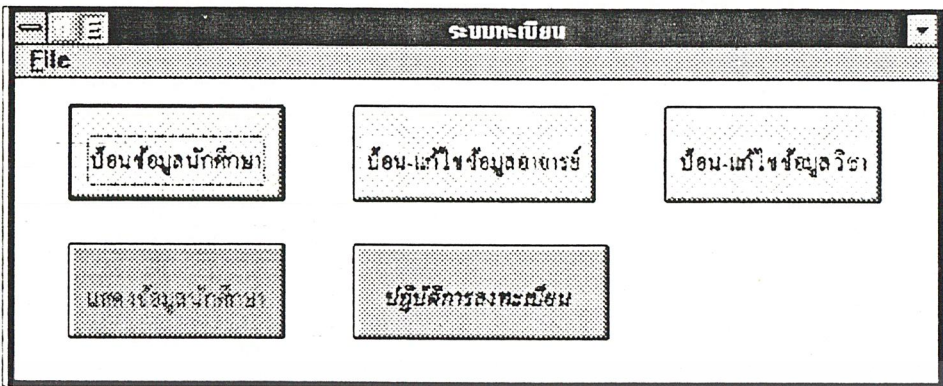 ระบบทะเบียน
File
ป้อนข้อมูลนักศึกษา
ป้อน-แก้ไขข้อมูลอาจารย์
ป้อน-แก้ไขข้อมูลวิชา
แสดงข้อมูลนักศึกษา
ปฏิบัติการลงทะเบียน